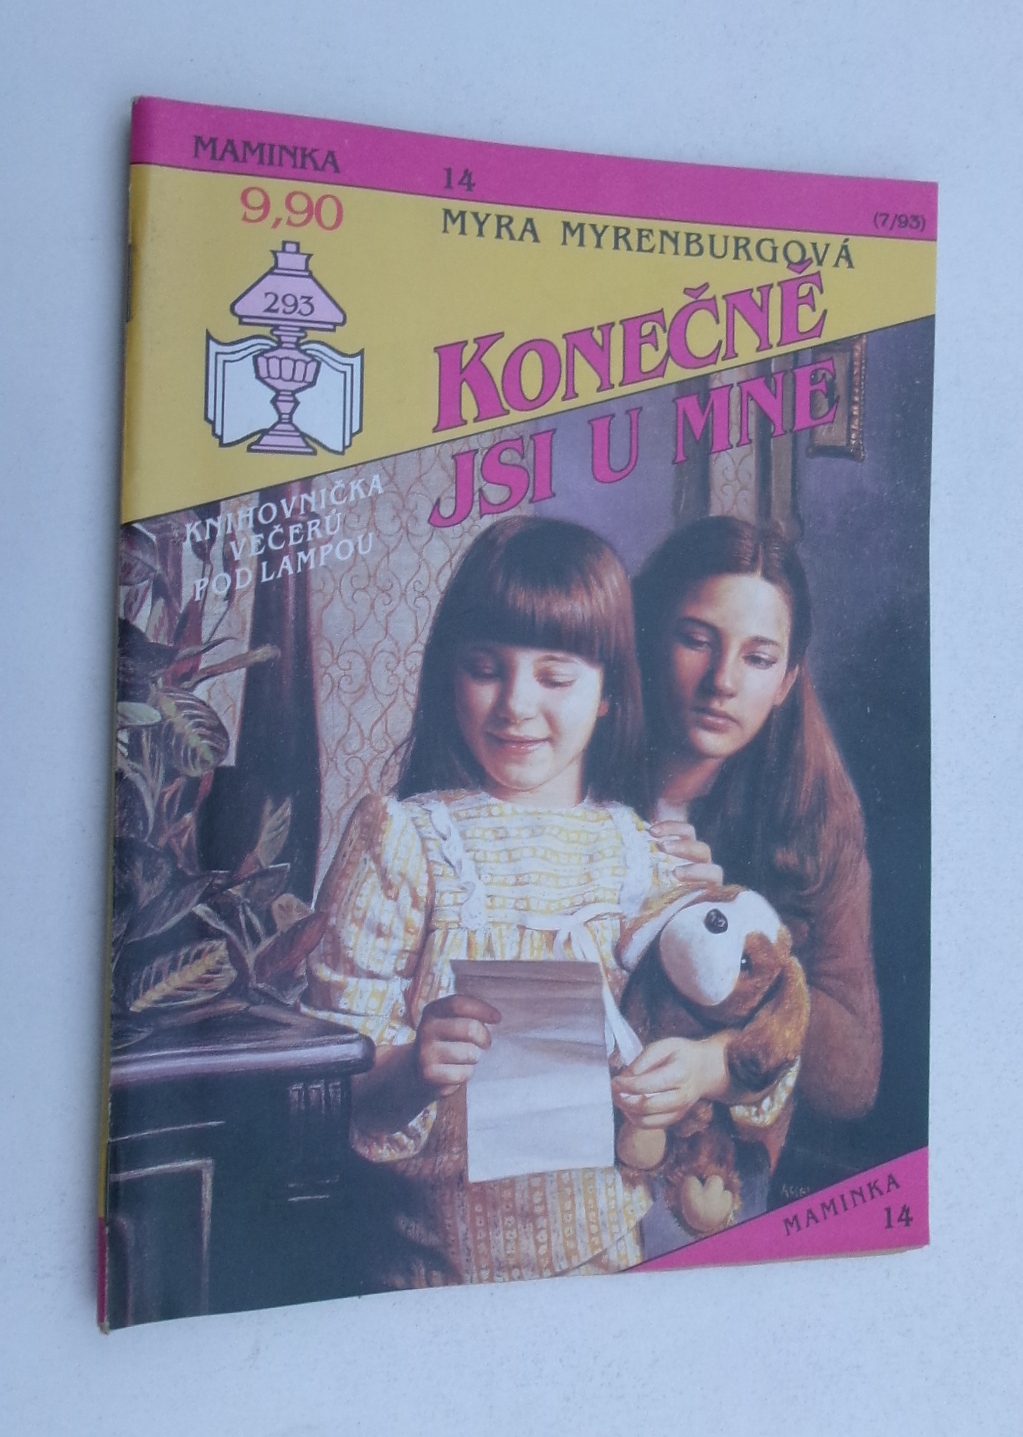 MAMINKA
14
(7/93)
9,90
MYRA MYRENBURGOVÁ
293
KONEČNĚ
JSI U MNE
KNIHOVNIČKA
VEČERŮ
POD LAMPOU
MAMINKA
14